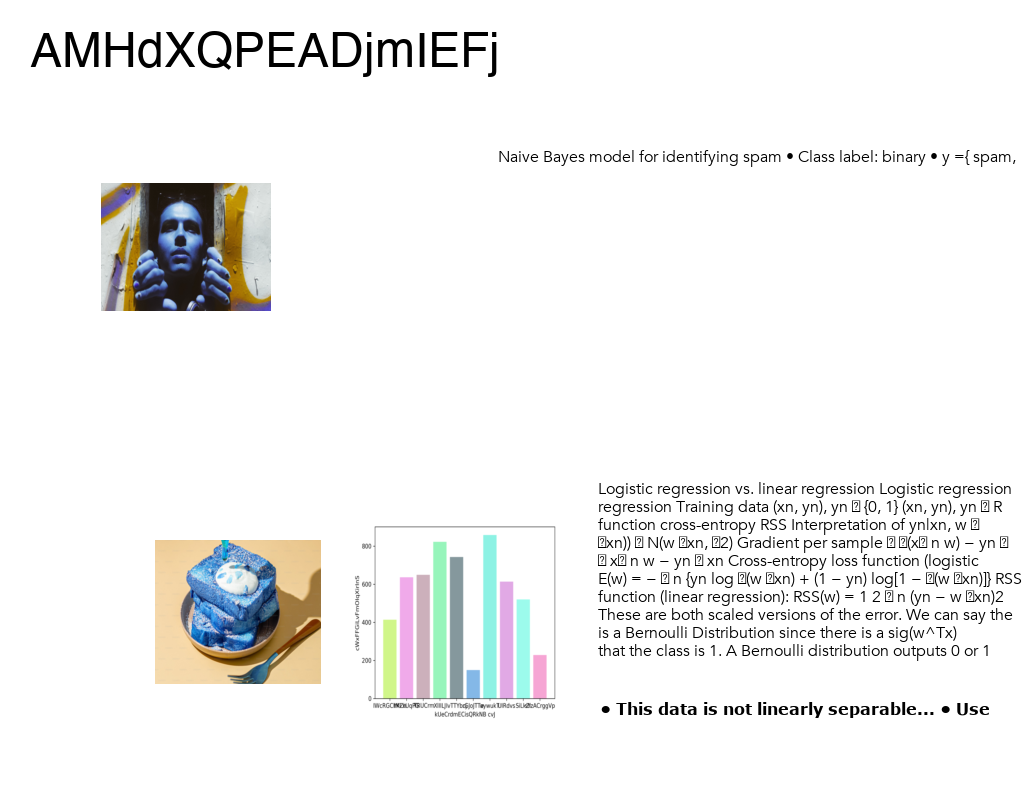 AMHdXQPEADjmIEFj
Naive Bayes model for identifying spam • Class label: binary • y ={ spam,
Logistic regression vs. linear regression Logistic regression
regression Training data (xn, yn), yn {0, 1} (xn, yn), yn R
function cross-entropy RSS Interpretation of yn|xn, w
xn)) N(w xn, 2) Gradient per sample (x n w) − yn
x n w − yn xn Cross-entropy loss function (logistic
E(w) = − n {yn log (w xn) + (1 − yn) log[1 − (w xn)]} RSS
function (linear regression): RSS(w) = 1 2 n (yn − w xn)2
These are both scaled versions of the error. We can say the
is a Bernoulli Distribution since there is a sig(w^Tx)
that the class is 1. A Bernoulli distribution outputs 0 or 1
800
600
400
200
0
kUeCrdmECisQRkNB cvJ
• This data is not linearly separable... • Use